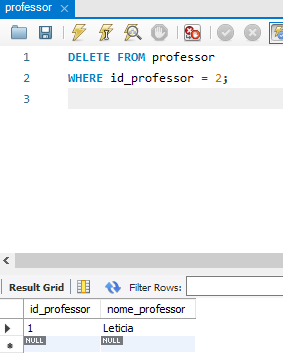 professor
1 DELETE FROM professor
2 WHERE id_professor = 2;
3
Result Grid Filter Rows:
id_professor nome_professor
1 Leticia
NULL NULL